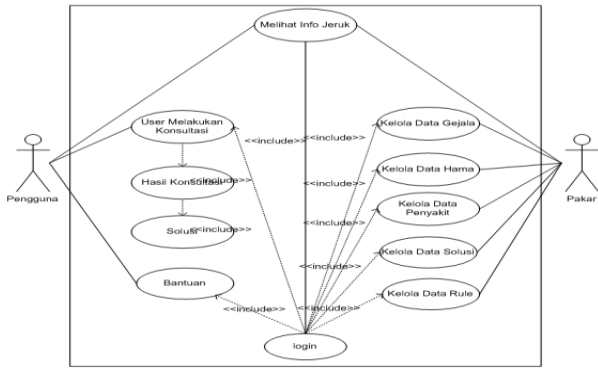 Melihat Info Jeruk
User Melakukan
Konsultasi
<<include>>
<<include>>
Kelola Data Gejala
Hasil Konsultasi
<<include>>
<<include>>
Kelola Data Hama
Pengguna
Pakar
Solusi
<<include>>
<<include>>
Kelola Data
Penyakit
<<include>>
Kelola Data Solusi
Bantuan
<<include>>
<<include>>
Kelola Data Rule
login